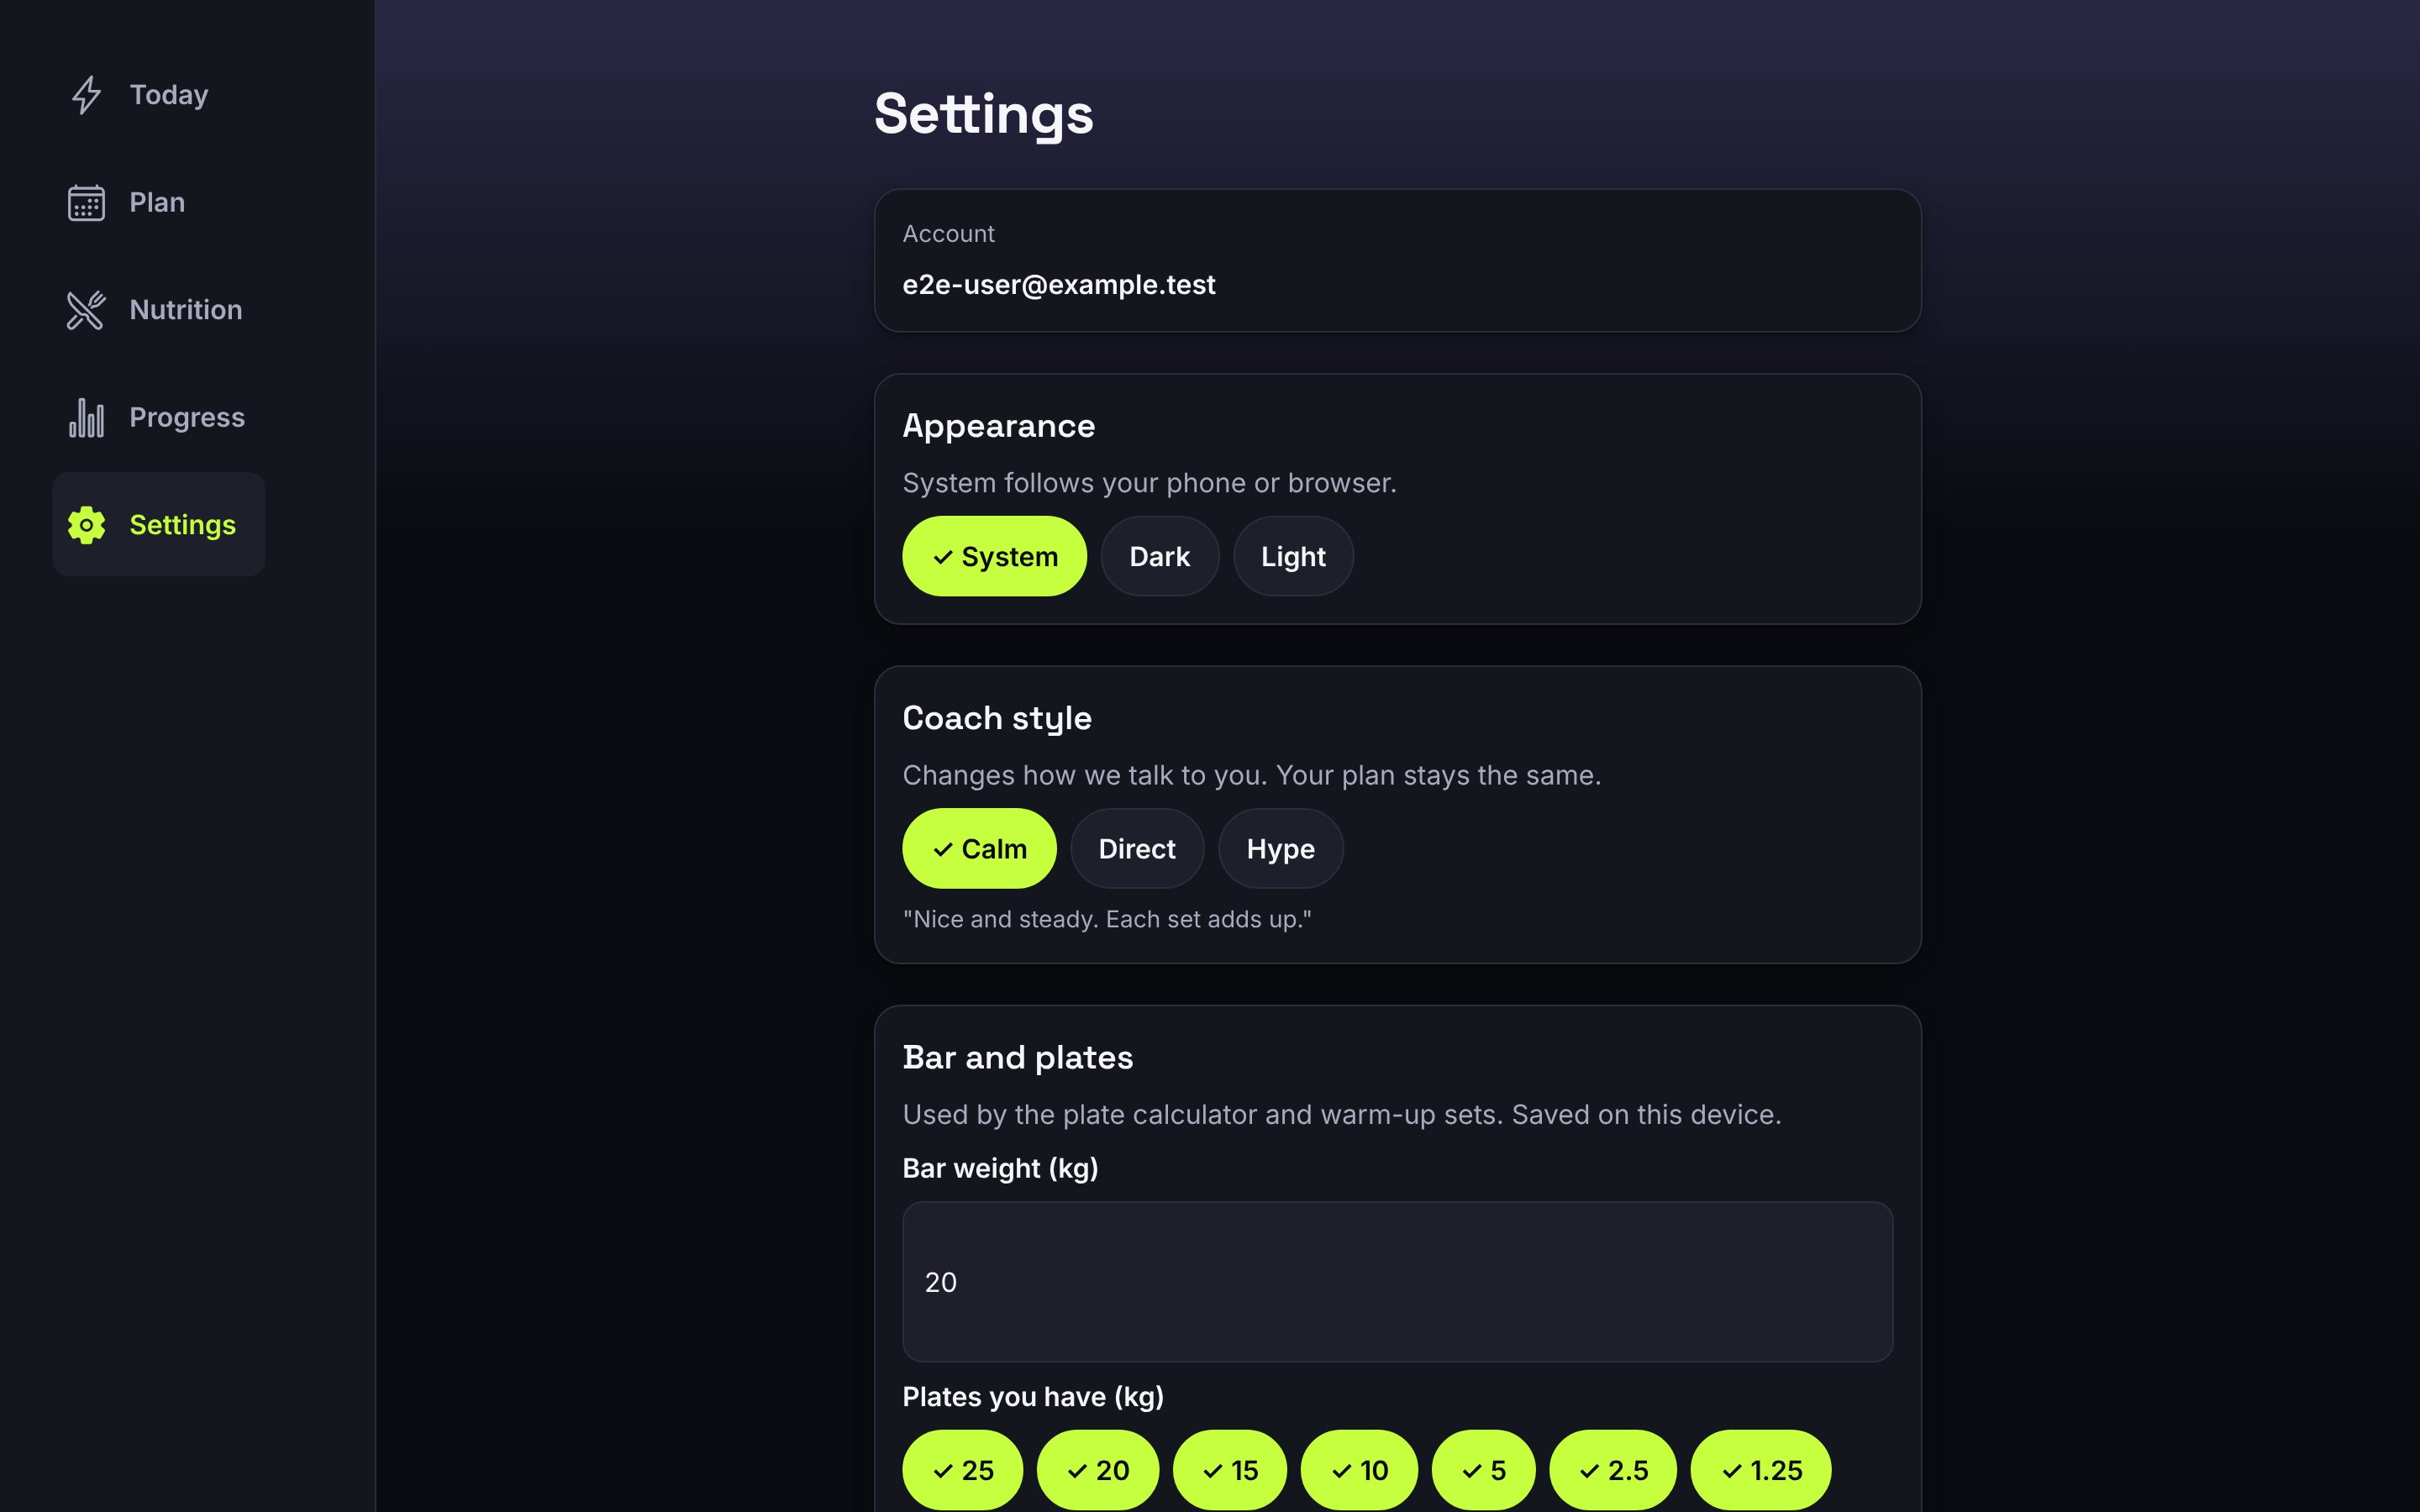 Today
Plan
Nutrition
Progress
Settings
Settings
Account
e2e-user@example.test
Appearance
System follows your phone or browser.
✓ System Dark Light
Coach style
Changes how we talk to you. Your plan stays the same.
✓ Calm Direct Hype
"Nice and steady. Each set adds up."
Bar and plates
Used by the plate calculator and warm-up sets. Saved on this device.
Bar weight (kg)
20
Plates you have (kg)
✓ 25 ✓ 20 ✓ 15 ✓ 10 ✓ 5 ✓ 2.5 ✓ 1.25